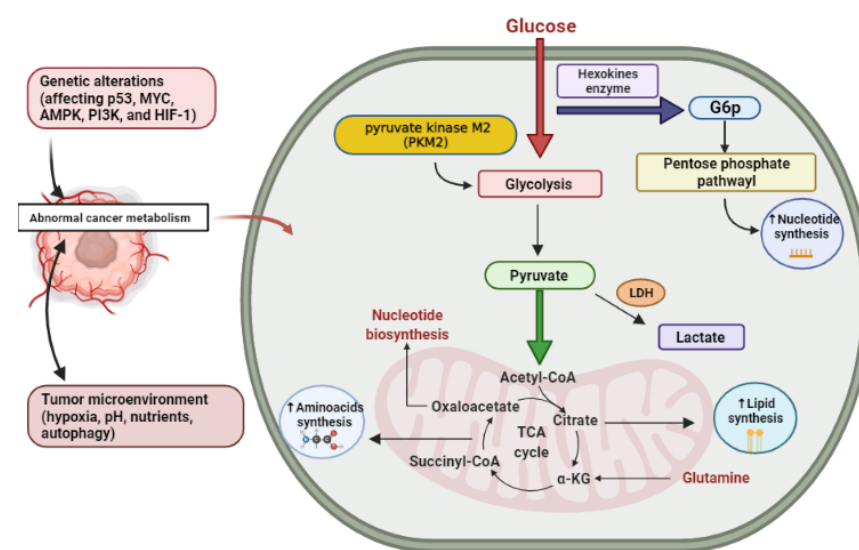 Glucose
Genetic alterations
(affecting p53, MYC,
AMPK, PI3K, and HIF-1)
Hexokines
enzyme
G6p
pyruvate kinase M2
(PKM2)
Pentose phosphate
pathwayl
Glycolysis
Abnormal cancer metabolism
↑Nucleotide
synthesis
Pyruvate
LDH
Nucleotide
biosynthesis
Lactate
Acetyl-CoA
Tumor microenvironment
(hypoxia, pH, nutrients,
autophagy)
↑Aminoacids
synthesis
Oxaloacetate
Citrate
↑Lipid
synthesis
TCA
cycle
Succinyl-CoA
α-KG
Glutamine